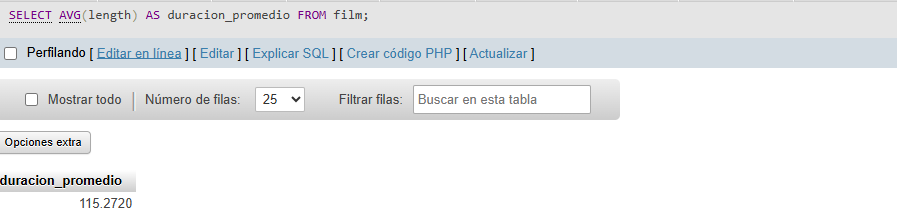 SELECT AVG(length) AS duracion_promedio FROM film;
Perfilando [ Editar en línea ] [ Editar ] [ Explicar SQL ] [ Crear código PHP ] [ Actualizar ]
Mostrar todo Número de filas: 25 Filtrar filas: Buscar en esta tabla
Opciones extra
duracion_promedio
115.2720